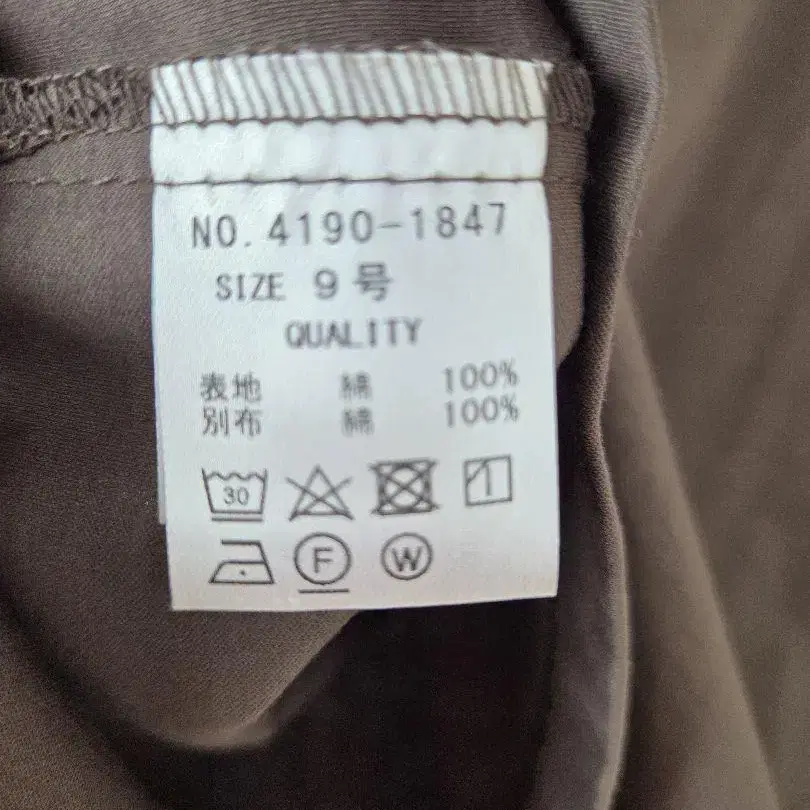 NO.4190-1847
SIZE 9号
QUALITY
表地 綿 100%
別布 綿 100%
30
F W